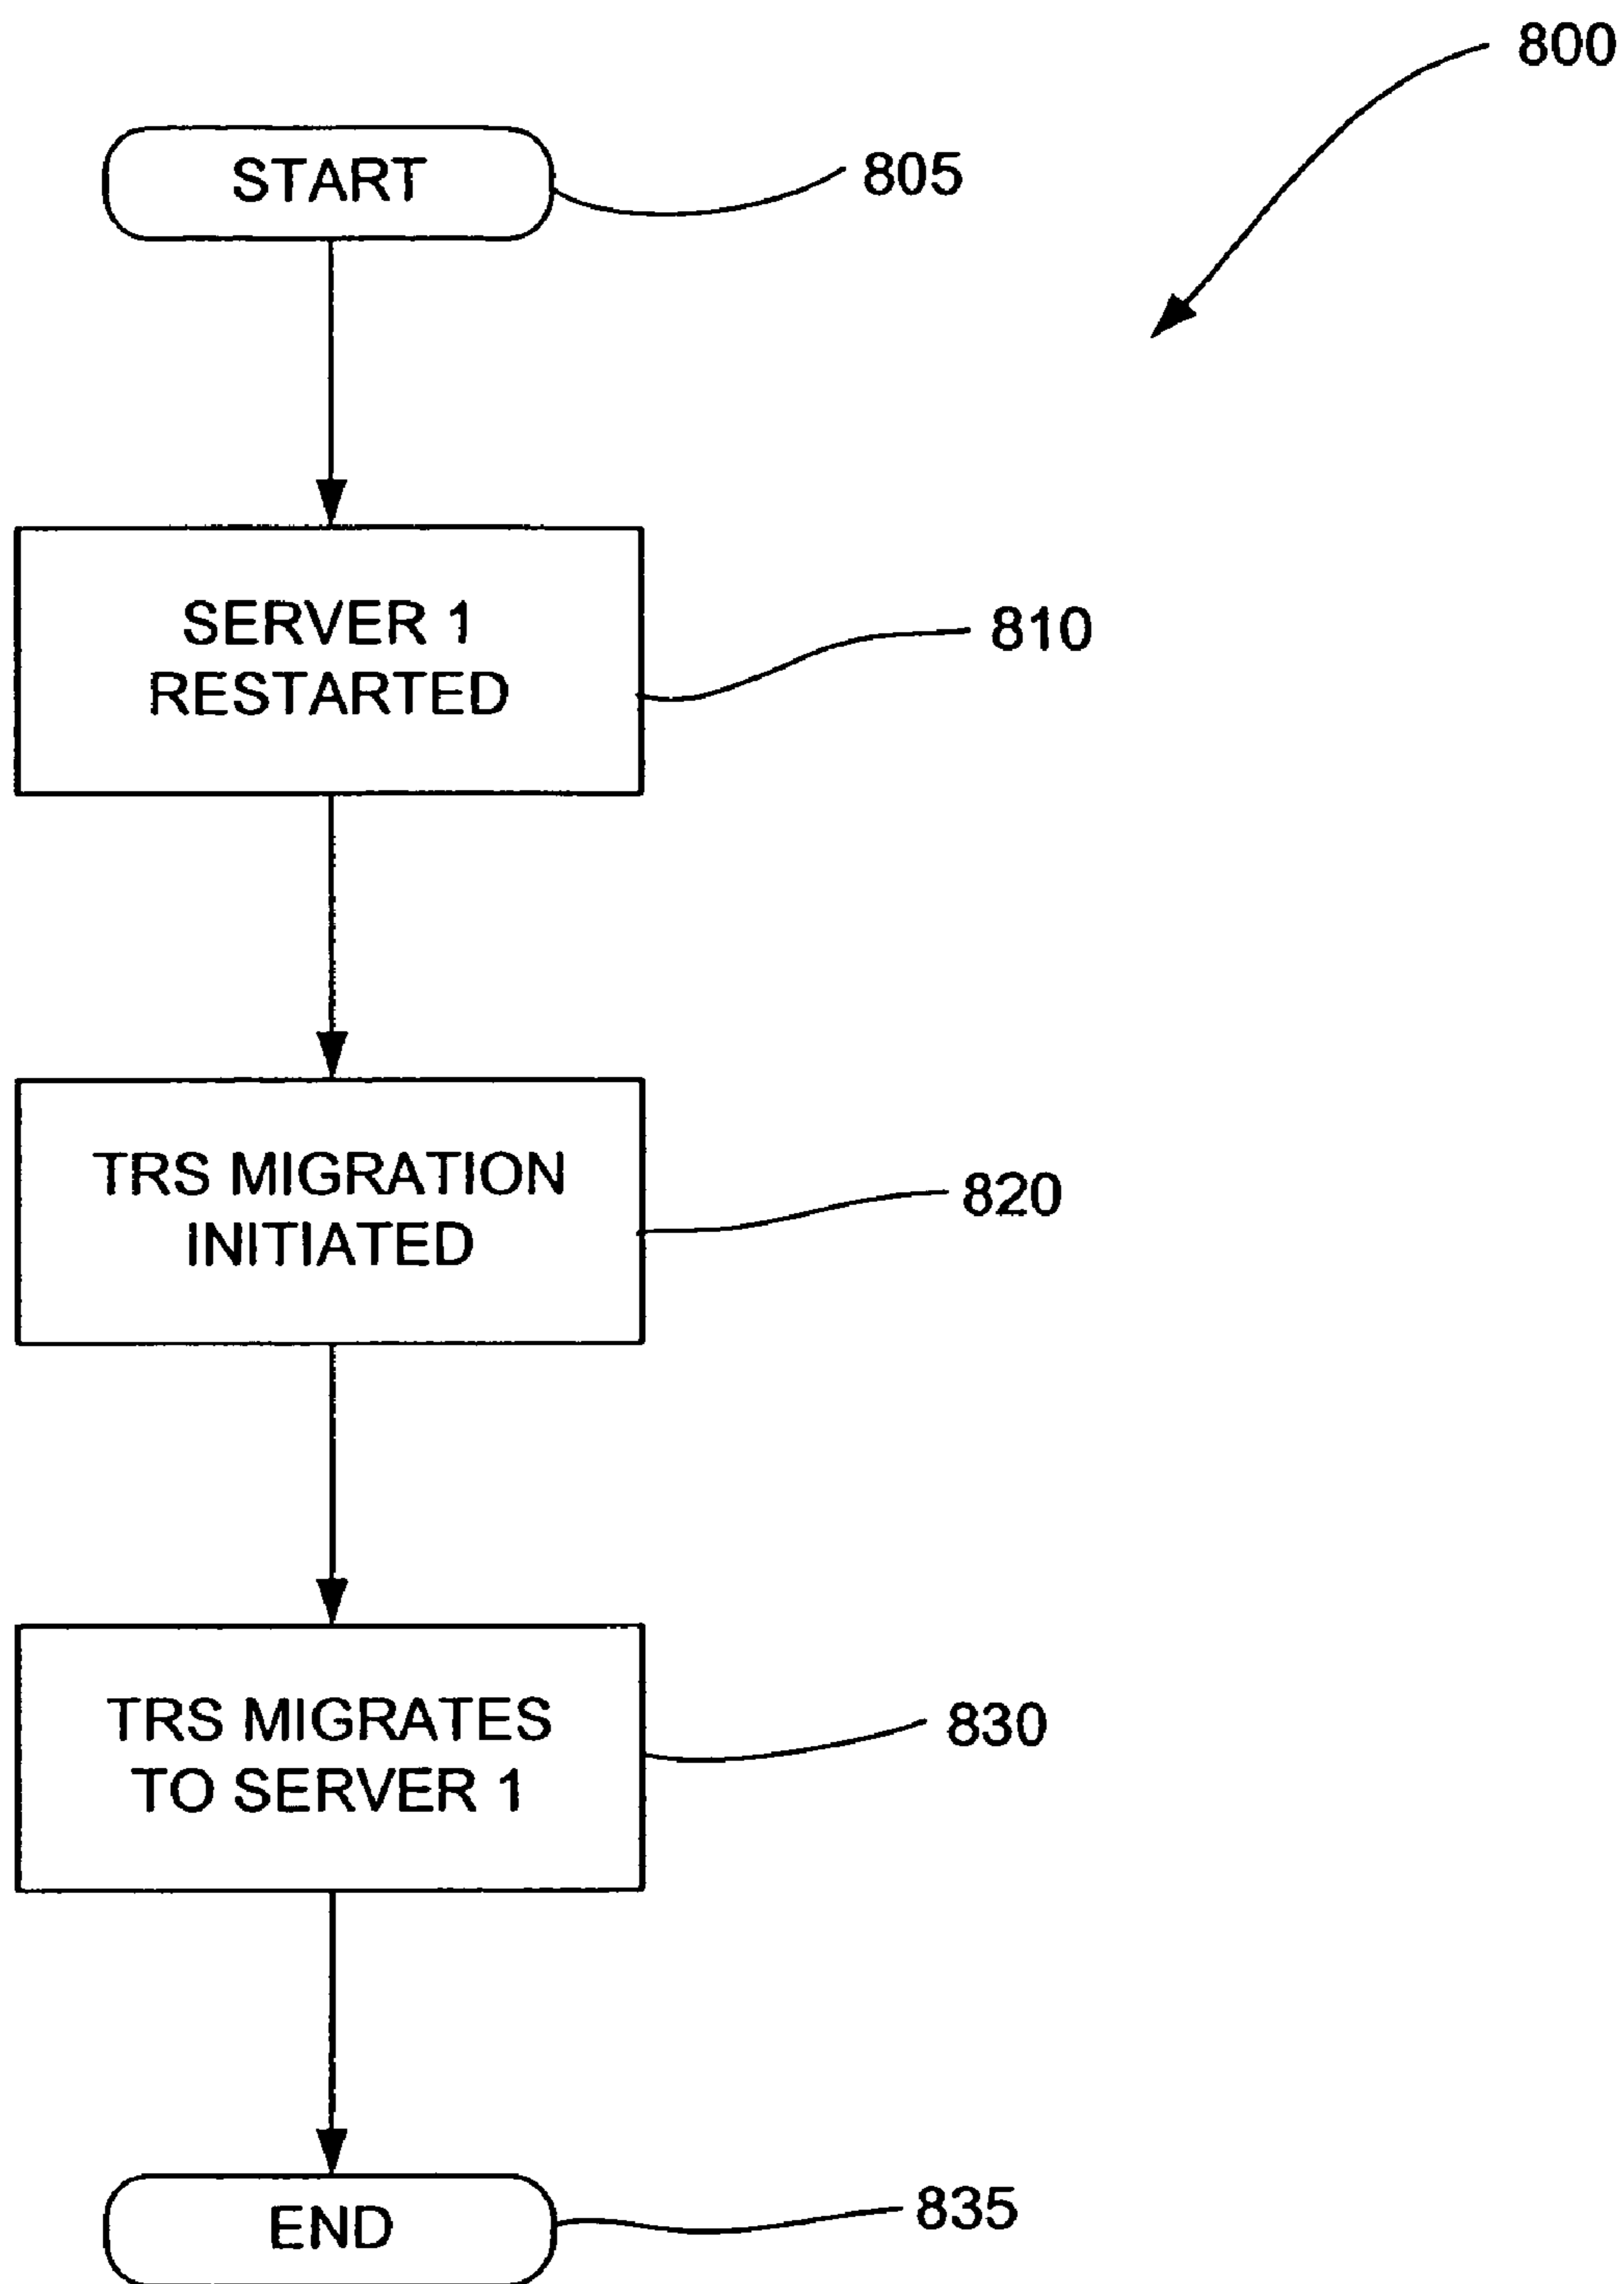 800
START
805
SERVER 1
RESTARTED
810
TRS MIGRATION
INITIATED
820
TRS MIGRATES
TO SERVER 1
830
END
835